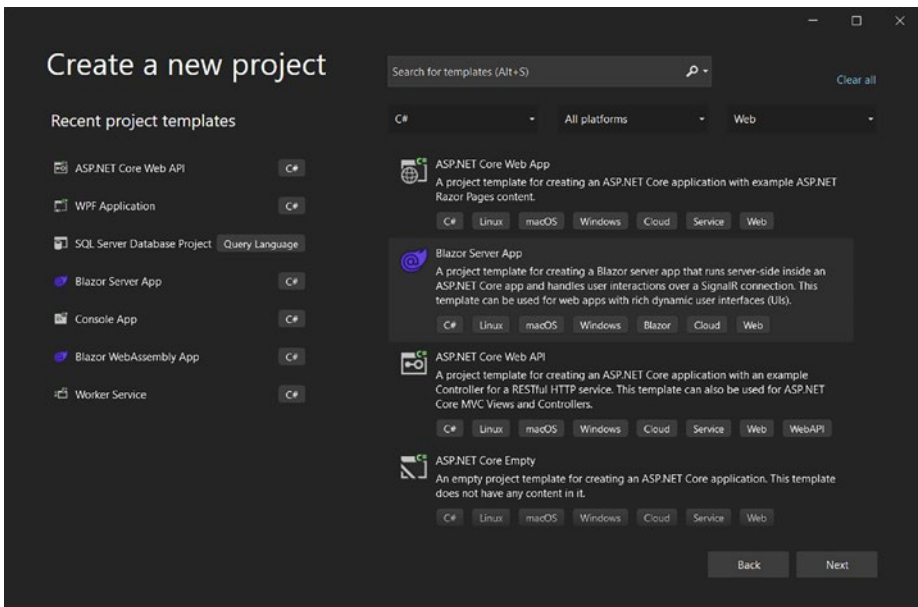 Create a new project
Search for templates (Alt+S)
Clear all
Recent project templates
C#
All platforms
Web
ASP.NET Core Web API C#
WPF Application C#
SQL Server Database Project Query Language
Blazor Server App C#
Console App C#
Blazor WebAssembly App C#
Worker Service C#
ASP.NET Core Web App
A project template for creating an ASP.NET Core application with example ASP.NET
Razor Pages content.
C# Linux macOS Windows Cloud Service Web
Blazor Server App
A project template for creating a Blazor server app that runs server-side inside an
ASP.NET Core app and handles user interactions over a SignalR connection. This
template can be used for web apps with rich dynamic user interfaces (UIs).
C# Linux macOS Windows Blazor Cloud Web
ASP.NET Core Web API
A project template for creating an ASP.NET Core application with an example
Controller for a RESTful HTTP service. This template can also be used for ASP.NET
Core MVC Views and Controllers.
C# Linux macOS Windows Cloud Service Web WebAPI
ASP.NET Core Empty
An empty project template for creating an ASP.NET Core application. This template
does not have any content in it.
C# Linux macOS Windows Cloud Service Web
Back Next